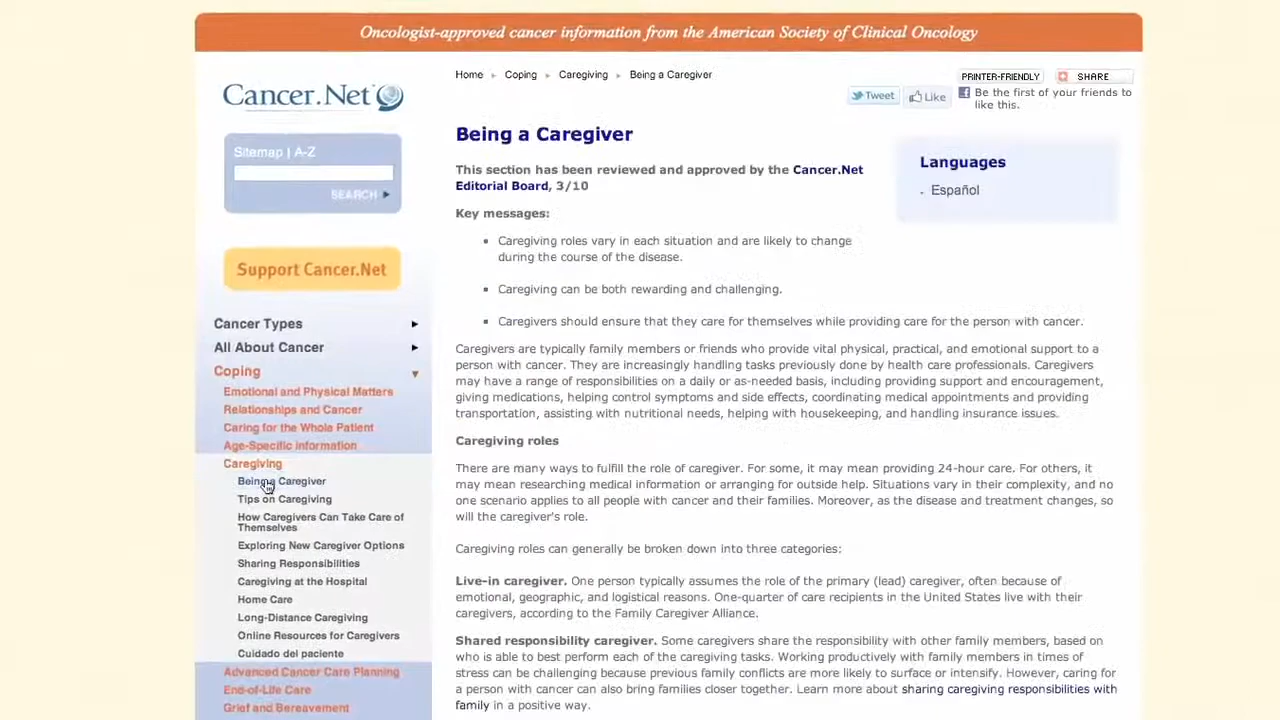 Oncologist-approved cancer information from the American Society of Clinical Oncology
Home ▸ Coping ▸ Caregiving ▸ Being a Caregiver
PRINTER-FRIENDLY
SHARE
Tweet
Like
Be the first of your friends to
like this.
Cancer.Net
Sitemap | A-Z
SEARCH
Support Cancer.Net
Cancer Types
All About Cancer
Coping
Emotional and Physical Matters
Relationships and Cancer
Caring for the Whole Patient
Age-Specific Information
Caregiving
Being a Caregiver
Tips on Caregiving
How Caregivers Can Take Care of
Themselves
Exploring New Caregiver Options
Sharing Responsibilities
Caregiving at the Hospital
Home Care
Long-Distance Caregiving
Online Resources for Caregivers
Cuidado del paciente
Advanced Cancer Care Planning
End-of-Life Care
Grief and Bereavement
Being a Caregiver
This section has been reviewed and approved by the Cancer.Net
Editorial Board, 3/10
Key messages:
Caregiving roles vary in each situation and are likely to change
during the course of the disease.
Caregiving can be both rewarding and challenging.
Caregivers should ensure that they care for themselves while providing care for the person with cancer.
Caregivers are typically family members or friends who provide vital physical, practical, and emotional support to a
person with cancer. They are increasingly handling tasks previously done by health care professionals. Caregivers
may have a range of responsibilities on a daily or as-needed basis, including providing support and encouragement,
giving medications, helping control symptoms and side effects, coordinating medical appointments and providing
transportation, assisting with nutritional needs, helping with housekeeping, and handling insurance issues.
Caregiving roles
There are many ways to fulfill the role of caregiver. For some, it may mean providing 24-hour care. For others, it
may mean researching medical information or arranging for outside help. Situations vary in their complexity, and no
one scenario applies to all people with cancer and their families. Moreover, as the disease and treatment changes, so
will the caregiver's role.
Caregiving roles can generally be broken down into three categories:
Live-in caregiver. One person typically assumes the role of the primary (lead) caregiver, often because of
emotional, geographic, and logistical reasons. One-quarter of care recipients in the United States live with their
caregivers, according to the Family Caregiver Alliance.
Shared responsibility caregiver. Some caregivers share the responsibility with other family members, based on
who is able to best perform each of the caregiving tasks. Working productively with family members in times of
stress can be challenging because previous family conflicts are more likely to surface or intensify. However, caring for
a person with cancer can also bring families closer together. Learn more about sharing caregiving responsibilities with
family in a positive way.
Languages
Español